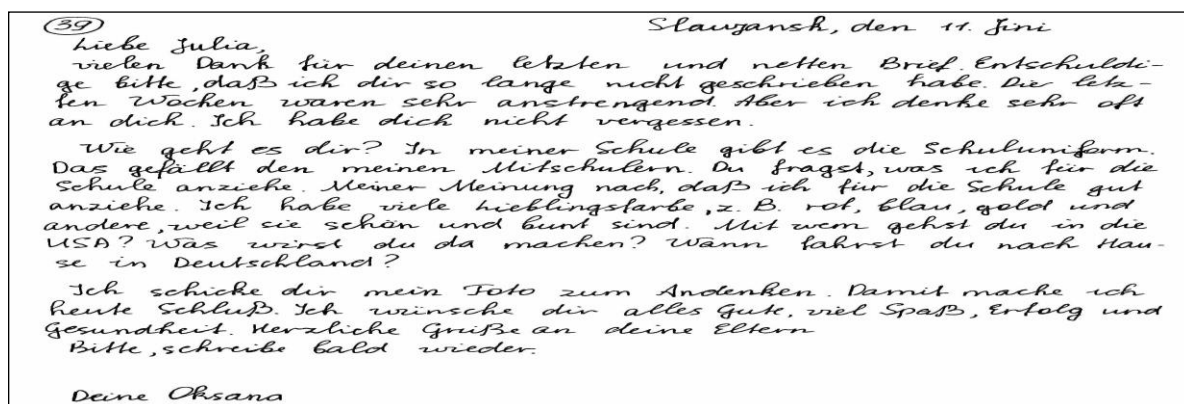 39
Slawjansk, den 11. Jini
Liebe Julia,
vielen Dank für deinen letzten und netten Brief. Entschuldi-
ge bitte, daß ich dir so lange nicht geschrieben habe. Die letz-
ten Wochen waren sehr anstrengend. Aber ich denke sehr oft
an dich. Ich habe dich nicht vergessen.
Wie geht es dir? In meiner Schule gibt es die Schuluniform.
Das gefällt den meinen Mitschulern. Du fragst, was ich für die
Schule anziehe. Meiner Meinung nach, daß ich für die Schule gut
anziehe. Ich habe viele Lieblingsfarbe, z. B. rot, blau, gold und
andere, weil sie schön und bunt sind. Mit wem gehst du in die
USA? Was wirst du da machen? Wann fahrst du nach Hau-
se in Deutschland?
Ich schicke dir mein Foto zum Andenken. Damit mache ich
heute Schluß. Ich wünsche dir alles Gute, viel Spaß, Erfolg und
Gesundheit. Herzliche Grüße an deine Eltern
Bitte, schreibe bald wieder.
Deine Oksana